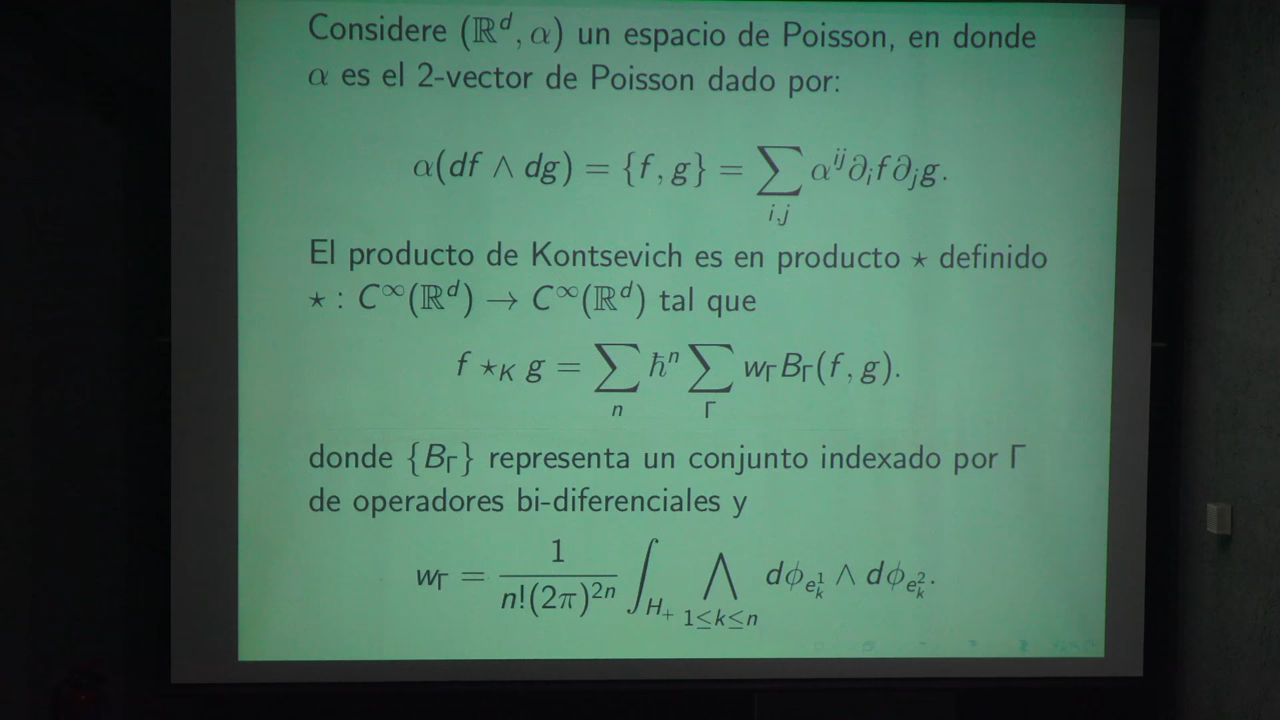 Considere (ℝ^d, α) un espacio de Poisson, en donde
α es el 2-vector de Poisson dado por:
α(df ∧ dg) = {f, g} = ∑_{i,j} α^{ij}∂_i f∂_j g.
El producto de Kontsevich es en producto ⋆ definido
⋆ : C^∞(ℝ^d) → C^∞(ℝ^d) tal que
f ⋆_K g = ∑_n ℏ^n ∑_Γ w_Γ B_Γ(f, g).
donde {B_Γ} representa un conjunto indexado por Γ
de operadores bi-diferenciales y
w_Γ = \frac{1}{n!(2π)^{2n}} ∫_{H_+} ⋀_{1≤k≤n} dϕ_{e_k^1} ∧ dϕ_{e_k^2}.